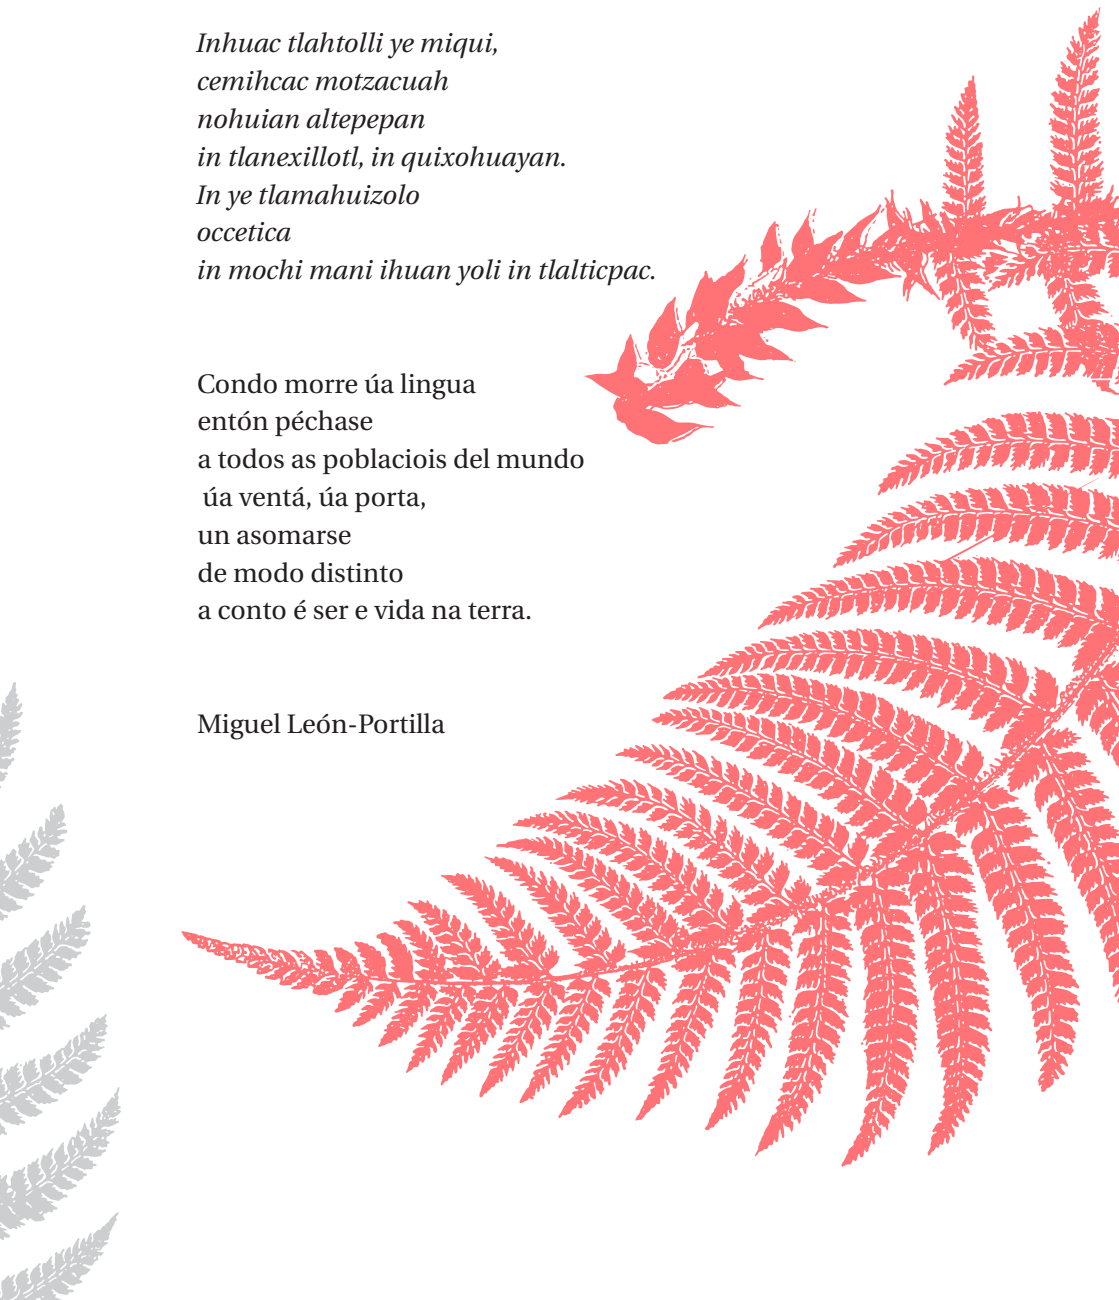 Inhuac tlahtolli ye miqui,
cemihcac motzacuah
nohuian altepepan
in tlanexillotl, in quixohuayan.
In ye tlamahuizolo
occetica
in mochi mani ihuan yoli in tlalticpac.
Condo morre úa lingua
entón péchase
a todos as poblaciois del mundo
úa ventá, úa porta,
un asomarse
de modo distinto
a conto é ser e vida na terra.
Miguel León-Portilla